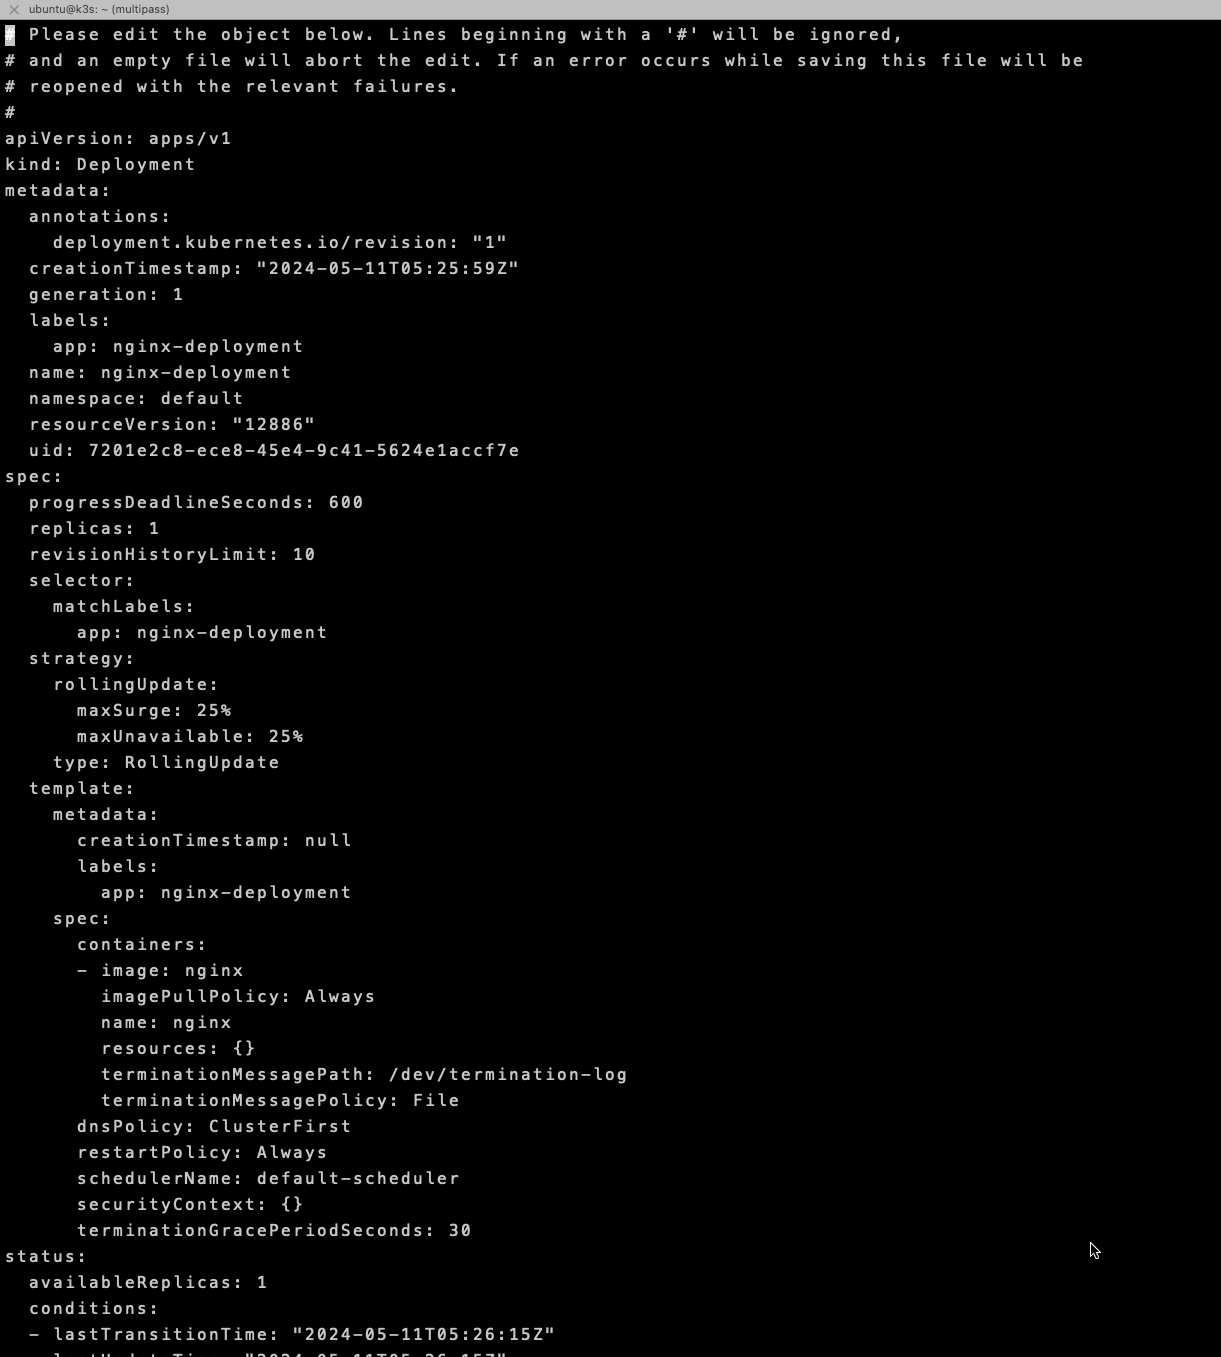 ubuntu@k3s: ~ (multipass)
# Please edit the object below. Lines beginning with a '#' will be ignored,
# and an empty file will abort the edit. If an error occurs while saving this file will be
# reopened with the relevant failures.
#
apiVersion: apps/v1
kind: Deployment
metadata:
  annotations:
    deployment.kubernetes.io/revision: "1"
  creationTimestamp: "2024-05-11T05:25:59Z"
  generation: 1
  labels:
    app: nginx-deployment
  name: nginx-deployment
  namespace: default
  resourceVersion: "12886"
  uid: 7201e2c8-ece8-45e4-9c41-5624e1accf7e
spec:
  progressDeadlineSeconds: 600
  replicas: 1
  revisionHistoryLimit: 10
  selector:
    matchLabels:
      app: nginx-deployment
  strategy:
    rollingUpdate:
      maxSurge: 25%
      maxUnavailable: 25%
    type: RollingUpdate
  template:
    metadata:
      creationTimestamp: null
      labels:
        app: nginx-deployment
    spec:
      containers:
      - image: nginx
        imagePullPolicy: Always
        name: nginx
        resources: {}
        terminationMessagePath: /dev/termination-log
        terminationMessagePolicy: File
      dnsPolicy: ClusterFirst
      restartPolicy: Always
      schedulerName: default-scheduler
      securityContext: {}
      terminationGracePeriodSeconds: 30
status:
  availableReplicas: 1
  conditions:
  - lastTransitionTime: "2024-05-11T05:26:15Z"
    lastUpdateTime: "2024-05-11T05:26:15Z"